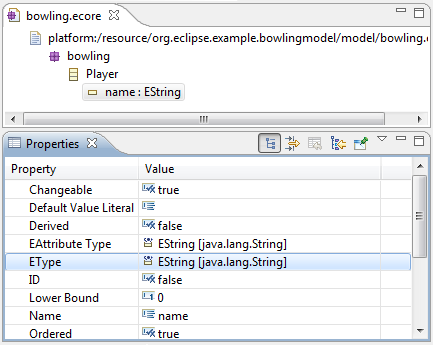 bowling.ecore
platform:/resource/org.eclipse.example.bowlingmodel/model/bowling.
bowling
Player
name : EString
Properties
Property Value
Changeable true
Default Value Literal
Derived false
EAttribute Type EString [java.lang.String]
EType EString [java.lang.String]
ID false
Lower Bound 0
Name name
Ordered true